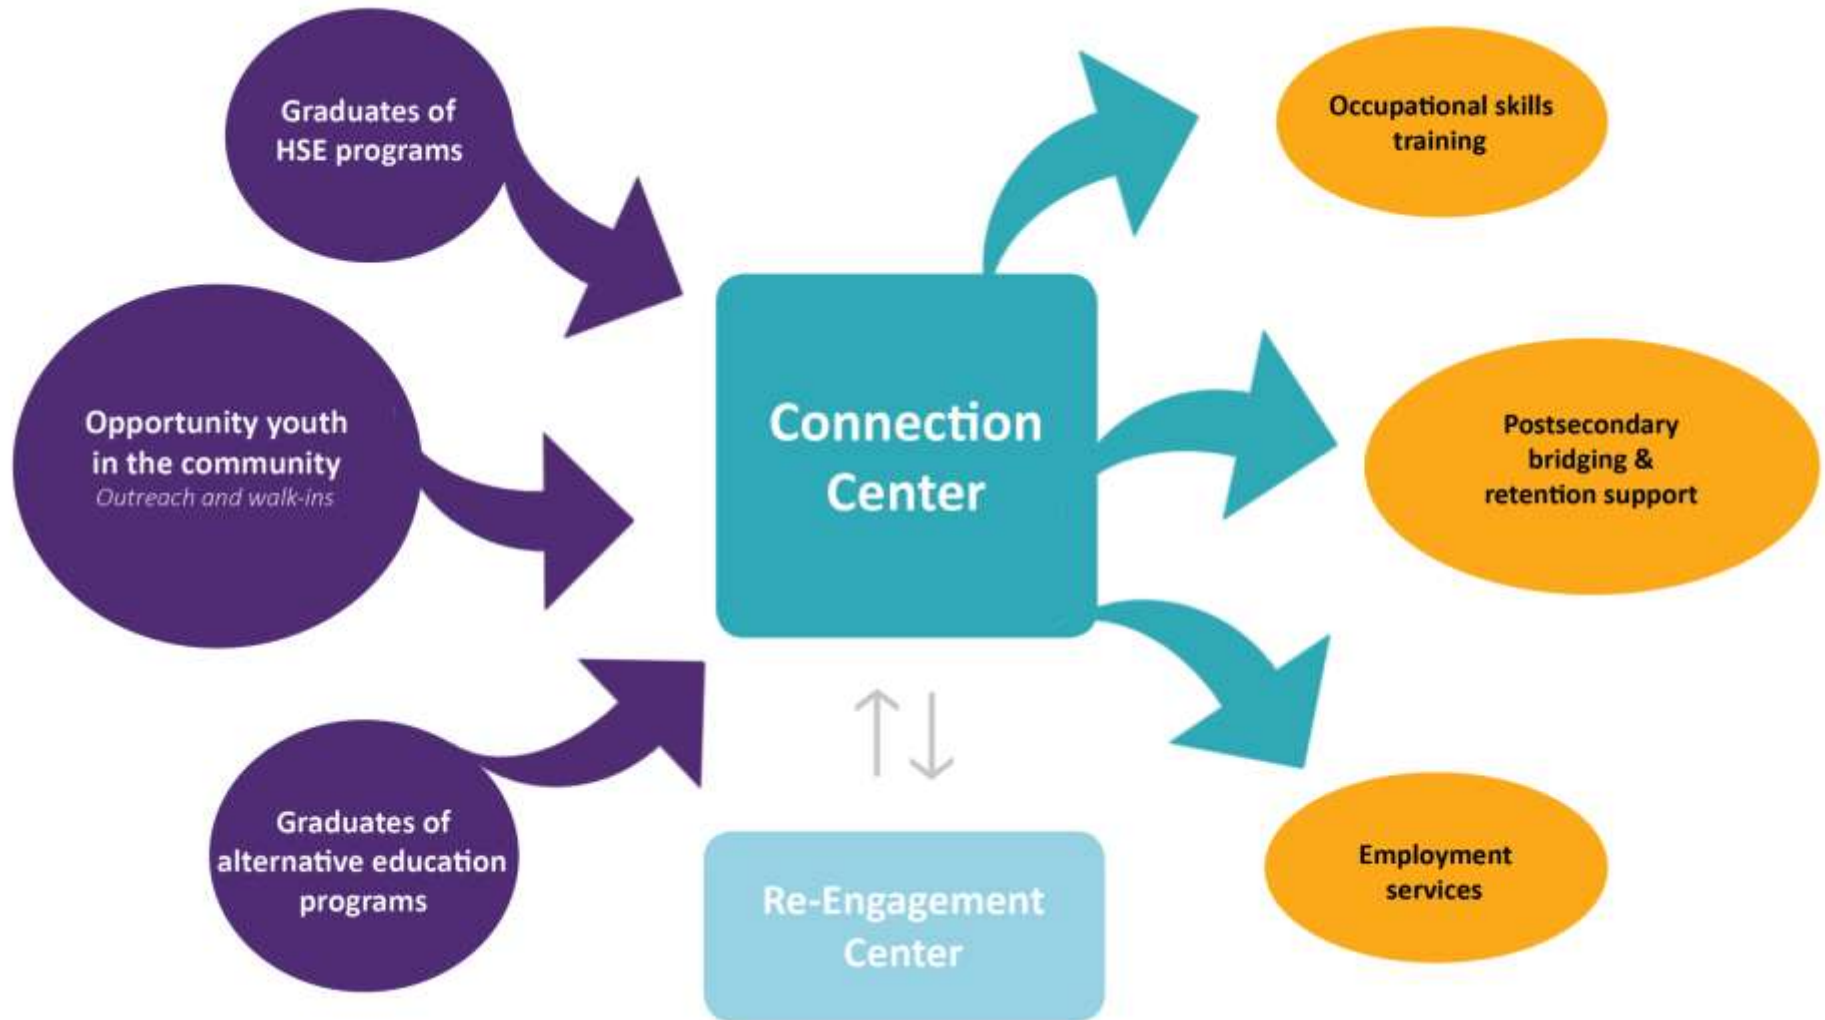 Graduates of
HSE programs
Opportunity youth
in the community
Outreach and walk-ins
Graduates of
alternative education
programs
Connection
Center
Re-Engagement
Center
Occupational skills
training
Postsecondary
bridging &
retention support
Employment
services